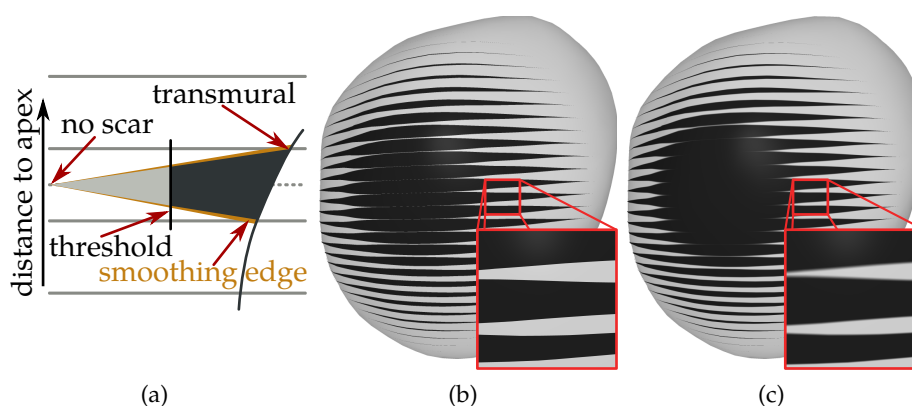 distance to apex
transmural
no scar
threshold
smoothing edge
(a)
(b)
(c)